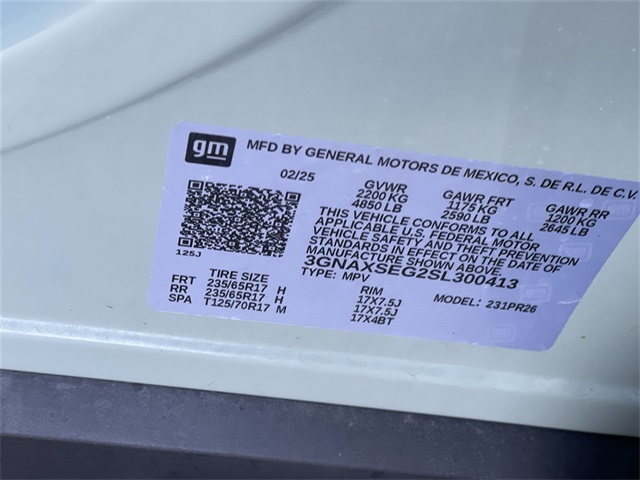 gm
MFD BY GENERAL MOTORS DE MEXICO, S. DE R.L. DE C.V.
02/25 GVWR GAWR FRT GAWR RR
2200 KG 1175 KG 1200 KG
4850 LB 2590 LB 2645 LB
THIS VEHICLE CONFORMS TO ALL
APPLICABLE U.S. FEDERAL MOTOR
VEHICLE SAFETY AND THEFT PREVENTION
STANDARDS IN EFFECT ON THE DATE OF
MANUFACTURE SHOWN ABOVE.
125J
3GNAXSEG2SL300413
TYPE: MPV
MODEL: 231PR26
TIRE SIZE RIM
FRT 235/65R17 H 17X7.5J
RR 235/65R17 H 17X7.5J
SPA T125/70R17 M 17X4BT